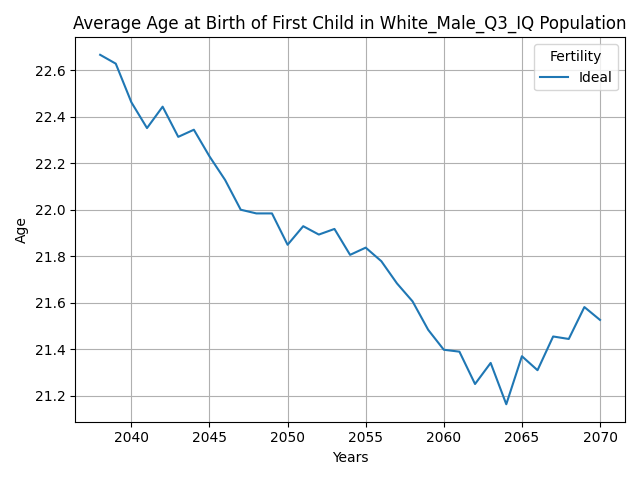 Average Age at Birth of First Child in White_Male_Q3_IQ Population
Fertility
Ideal
22.6
22.4
22.2
22.0
21.8
21.6
21.4
21.2
Age
2040 2045 2050 2055 2060 2065 2070
Years